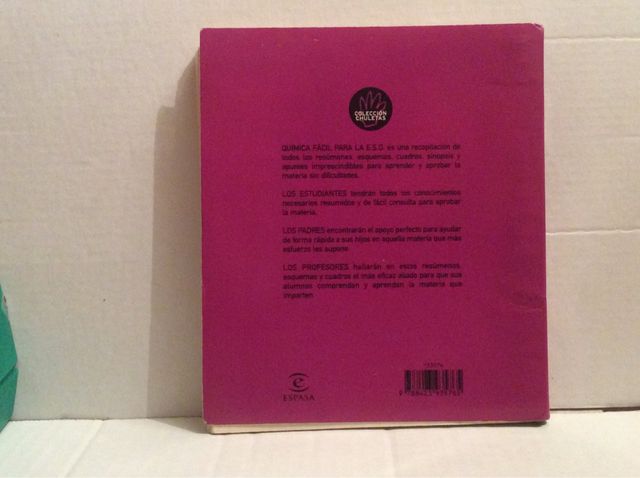 COLECCIÓN
CHULETAS
QUÍMICA FÁCIL PARA LA E.S.O. es una recopilación de
todos los resúmenes, esquemas, cuadros, sinopsis y
apuntes imprescindibles para aprender y aprobar la
materia sin dificultades.
LOS ESTUDIANTES tendrán todos los conocimientos
necesarios resumidos y de fácil consulta para aprobar
la materia.
LOS PADRES encontrarán el apoyo perfecto para ayudar
de forma rápida a sus hijos en aquella materia que más
esfuerzo les supone.
LOS PROFESORES hallarán en estos resúmenes,
esquemas y cuadros el más eficaz aliado para que sus
alumnos comprendan y aprendan la materia que
imparten.
e
ESPASA